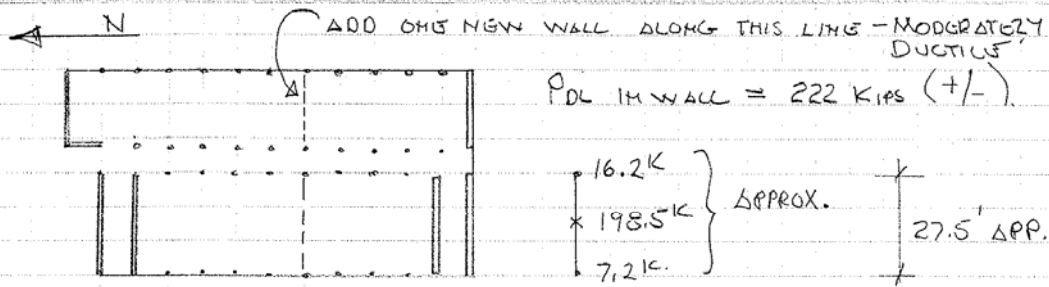 N
ADD ONE NEW WALL ALONG THIS LINE - MODERATELY
DUCTILE
PDL IN WALL = 222 KIPS (+/-).
16.2K
198.5K
7.2K.
APPROX.
27.5' APP.